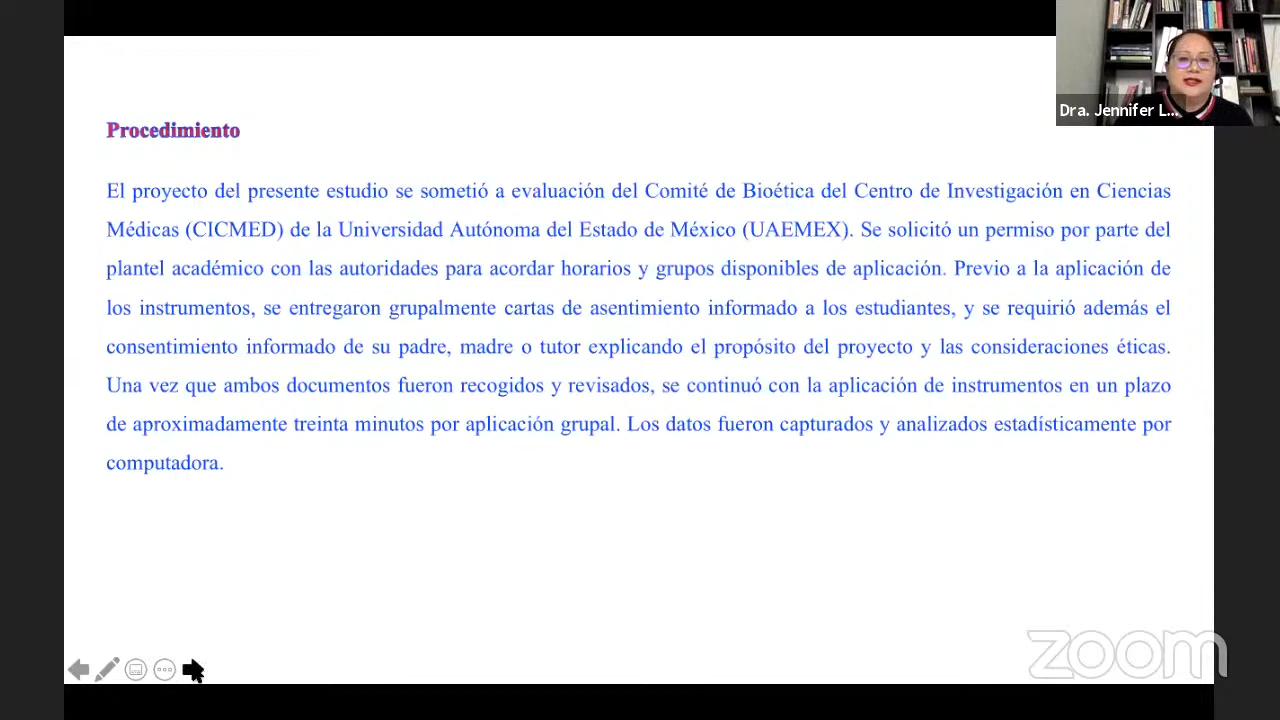 Dra. Jennifer L...
Procedimiento
El proyecto del presente estudio se sometió a evaluación del Comité de Bioética del Centro de Investigación en Ciencias
Médicas (CICMED) de la Universidad Autónoma del Estado de México (UAEMEX). Se solicitó un permiso por parte del
plantel académico con las autoridades para acordar horarios y grupos disponibles de aplicación. Previo a la aplicación de
los instrumentos, se entregaron grupalmente cartas de asentimiento informado a los estudiantes, y se requirió además el
consentimiento informado de su padre, madre o tutor explicando el propósito del proyecto y las consideraciones éticas.
Una vez que ambos documentos fueron recogidos y revisados, se continuó con la aplicación de instrumentos en un plazo
de aproximadamente treinta minutos por aplicación grupal. Los datos fueron capturados y analizados estadísticamente por
computadora.
zoom